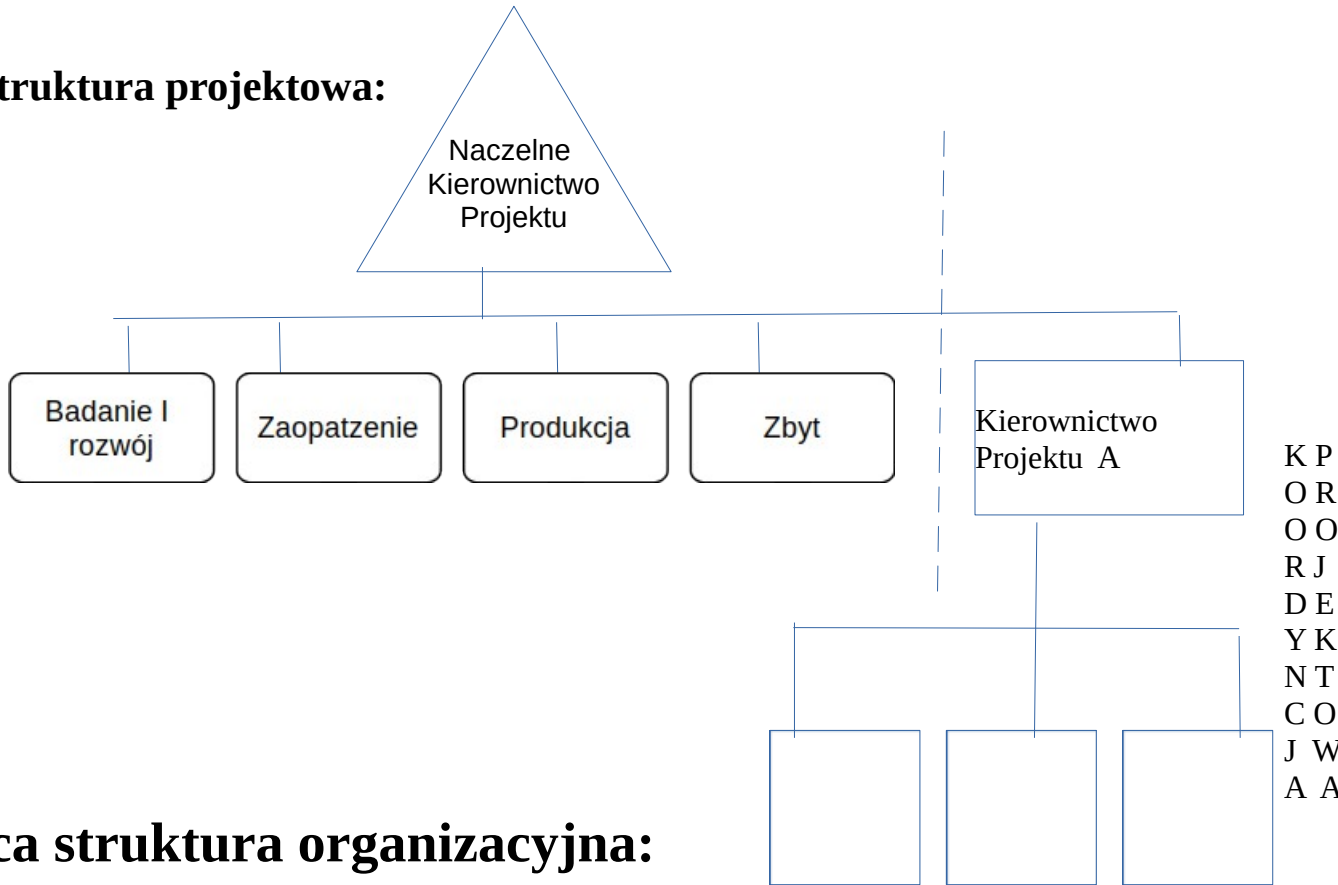 truktura projektowa:
Naczelne
Kierownictwo
Projektu
Badanie I
rozwój
Zaopatzenie
Produkcja
Zbyt
Kierownictwo
Projektu A
K P
O R
O O
R J
D E
Y K
N T
C O
J W
A A
ca struktura organizacyjna: